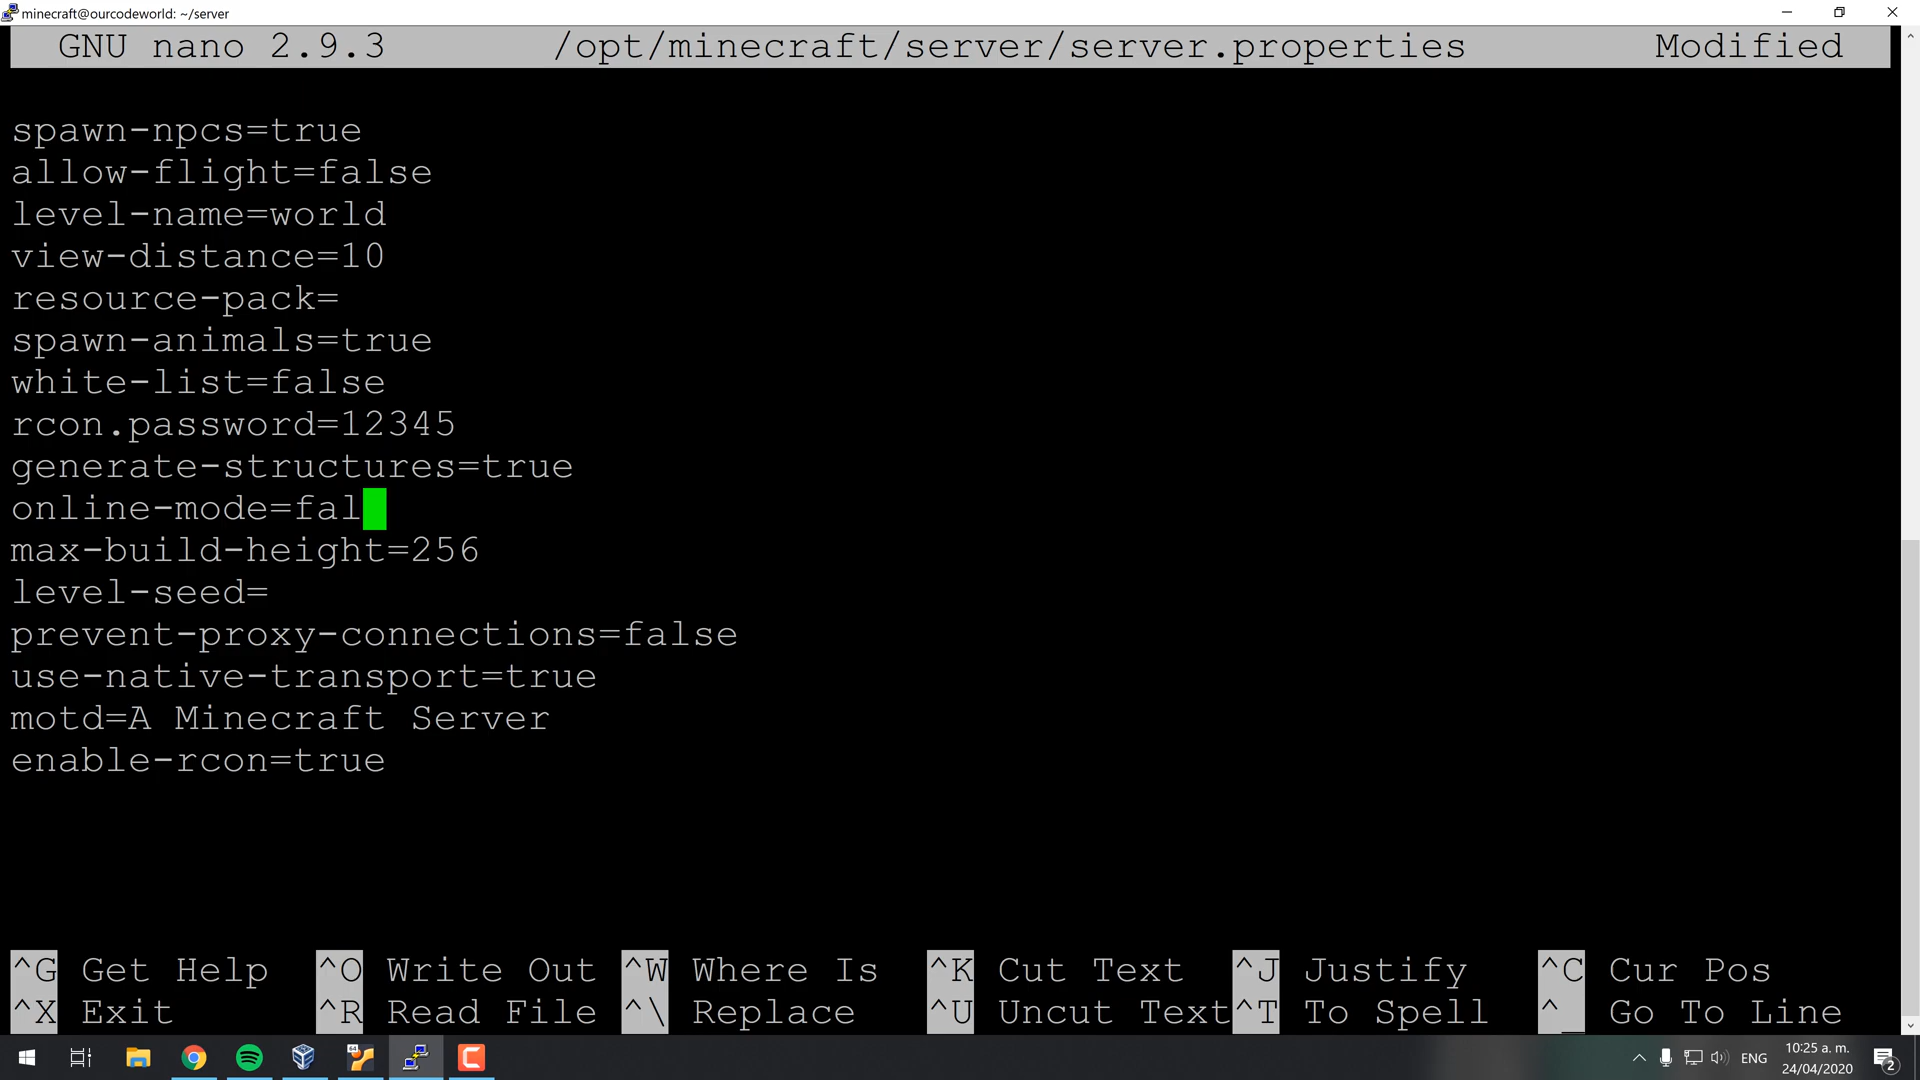 minecraft@ourcodeworld: ~/server
GNU nano 2.9.3 /opt/minecraft/server/server.properties Modified
spawn-npcs=true
allow-flight=false
level-name=world
view-distance=10
resource-pack=
spawn-animals=true
white-list=false
rcon.password=12345
generate-structures=true
online-mode=fal
max-build-height=256
level-seed=
prevent-proxy-connections=false
use-native-transport=true
motd=A Minecraft Server
enable-rcon=true
^G Get Help ^O Write Out ^W Where Is ^K Cut Text ^J Justify ^C Cur Pos
^X Exit ^R Read File ^\ Replace ^U Uncut Text ^T To Spell ^_ Go To Line
64
ENG
10:25 a. m.
24/04/2020
2